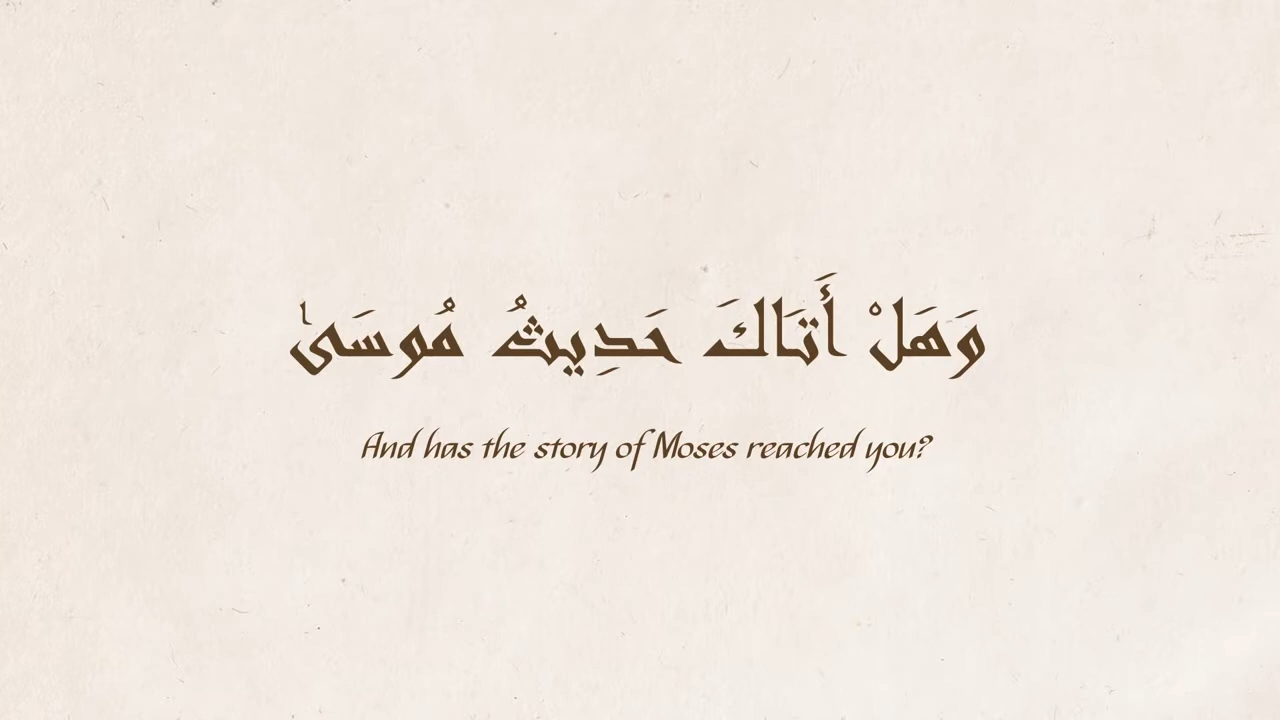 وَهَلْ أَتَاكَ حَدِيثُ مُوسَىٰ
And has the story of Moses reached you?